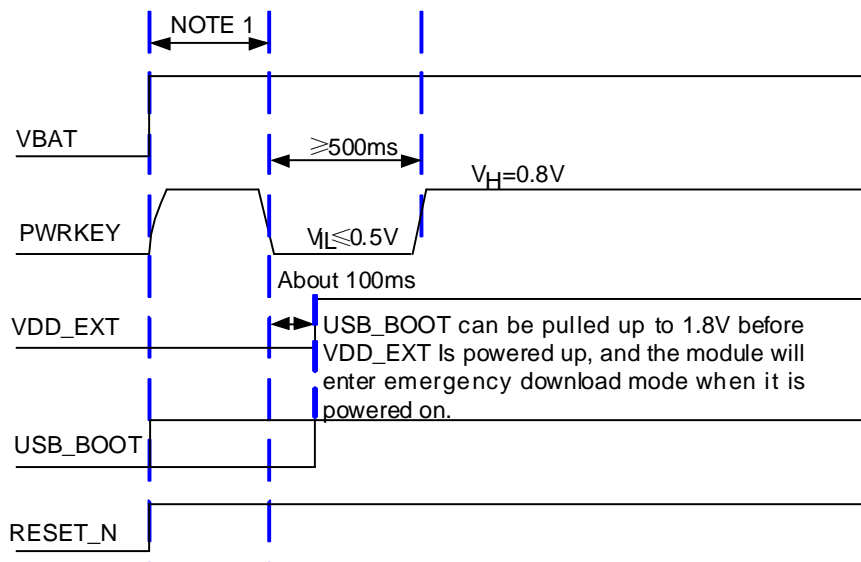 NOTE 1
VBAT
≥500ms
VH=0.8V
PWRKEY
VIL≤0.5V
About 100ms
VDD_EXT
USB_BOOT can be pulled up to 1.8V before
VDD_EXT Is powered up, and the module will
enter emergency download mode when it is
powered on.
USB_BOOT
RESET_N